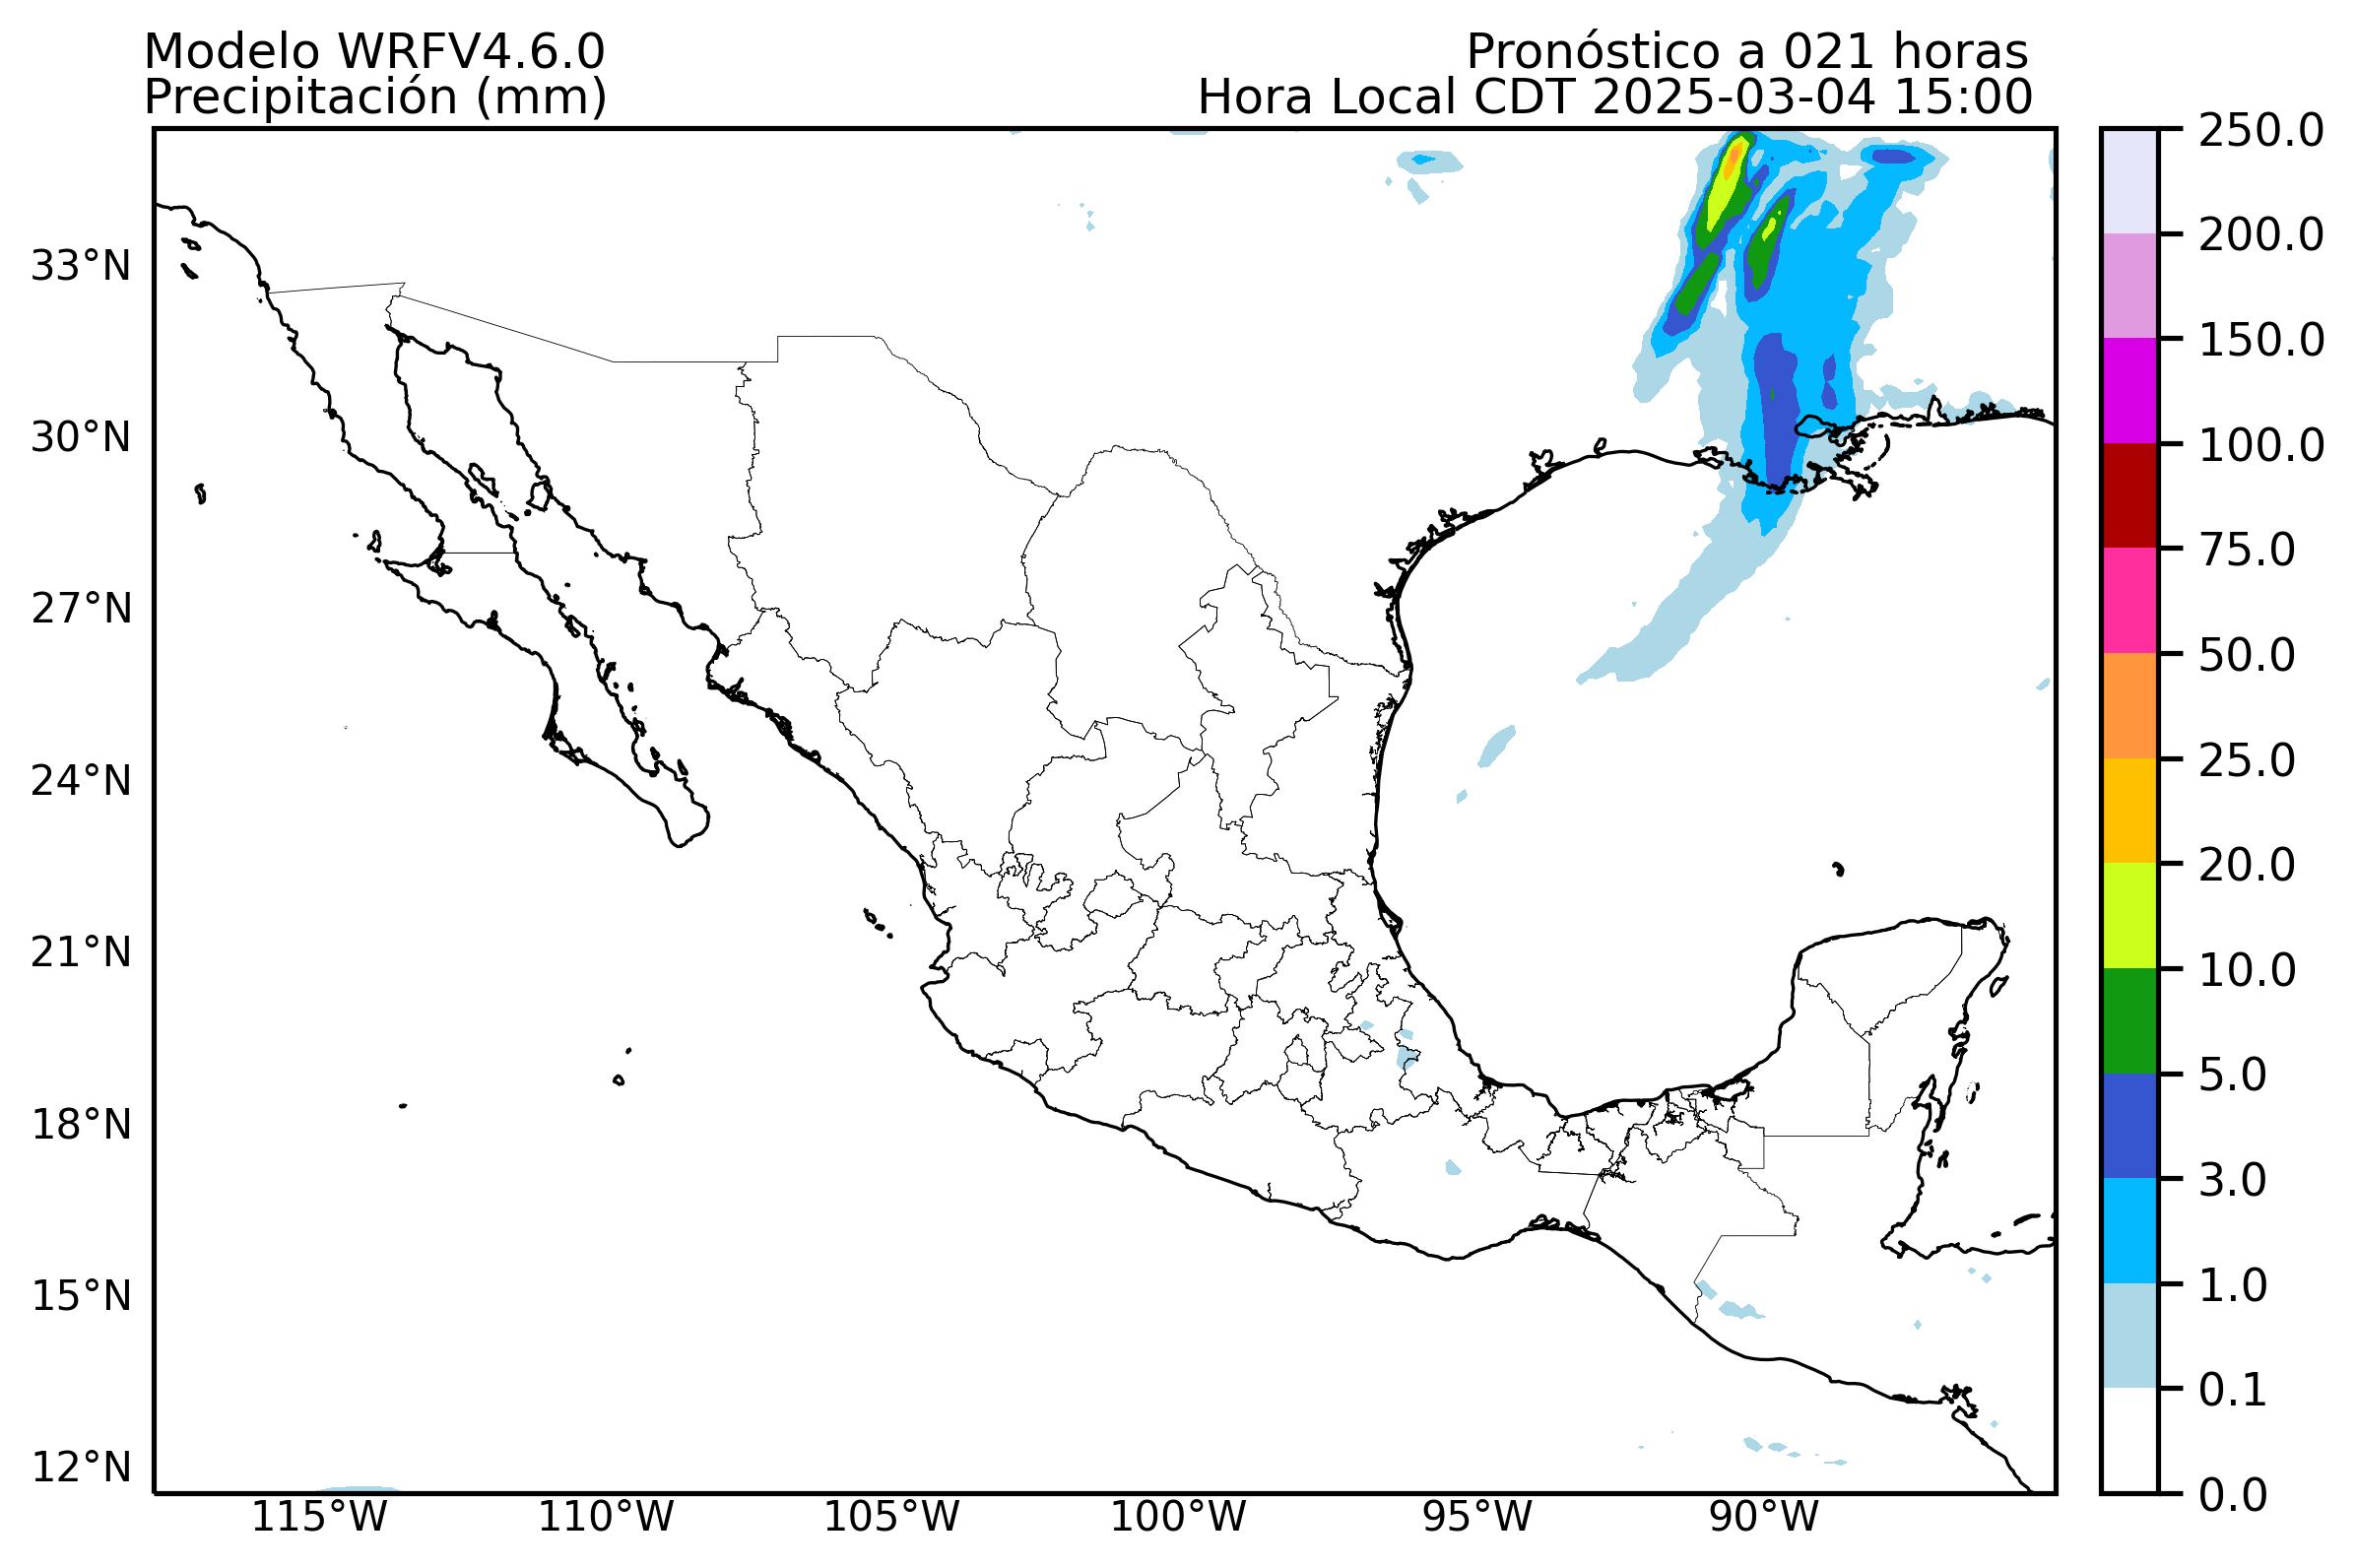 Modelo WRFV4.6.0
Precipitación (mm)
Pronóstico a 021 horas
Hora Local CDT 2025-03-04 15:00
33°N
30°N
27°N
24°N
21°N
18°N
15°N
12°N
115°W
110°W
105°W
100°W
95°W
90°W
250.0
200.0
150.0
100.0
75.0
50.0
25.0
20.0
10.0
5.0
3.0
1.0
0.1
0.0